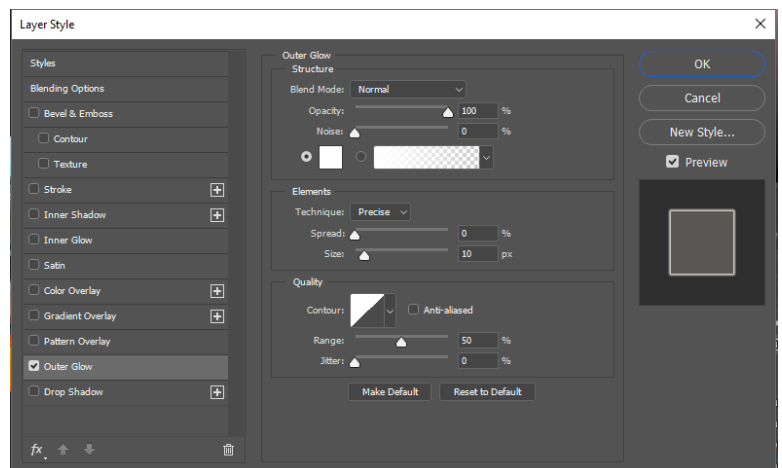 Layer Style
Styles
Blending Options
Bevel & Emboss
Contour
Texture
Stroke
Inner Shadow
Inner Glow
Satin
Color Overlay
Gradient Overlay
Pattern Overlay
Outer Glow
Drop Shadow
fx
Outer Glow
Structure
Blend Mode: Normal
Opacity: 100 %
Noise: 0 %
Elements
Technique: Precise
Spread: 0 %
Size: 10 px
Quality
Contour: Anti-aliased
Range: 50 %
Jitter: 0 %
Make Default Reset to Default
OK
Cancel
New Style...
Preview